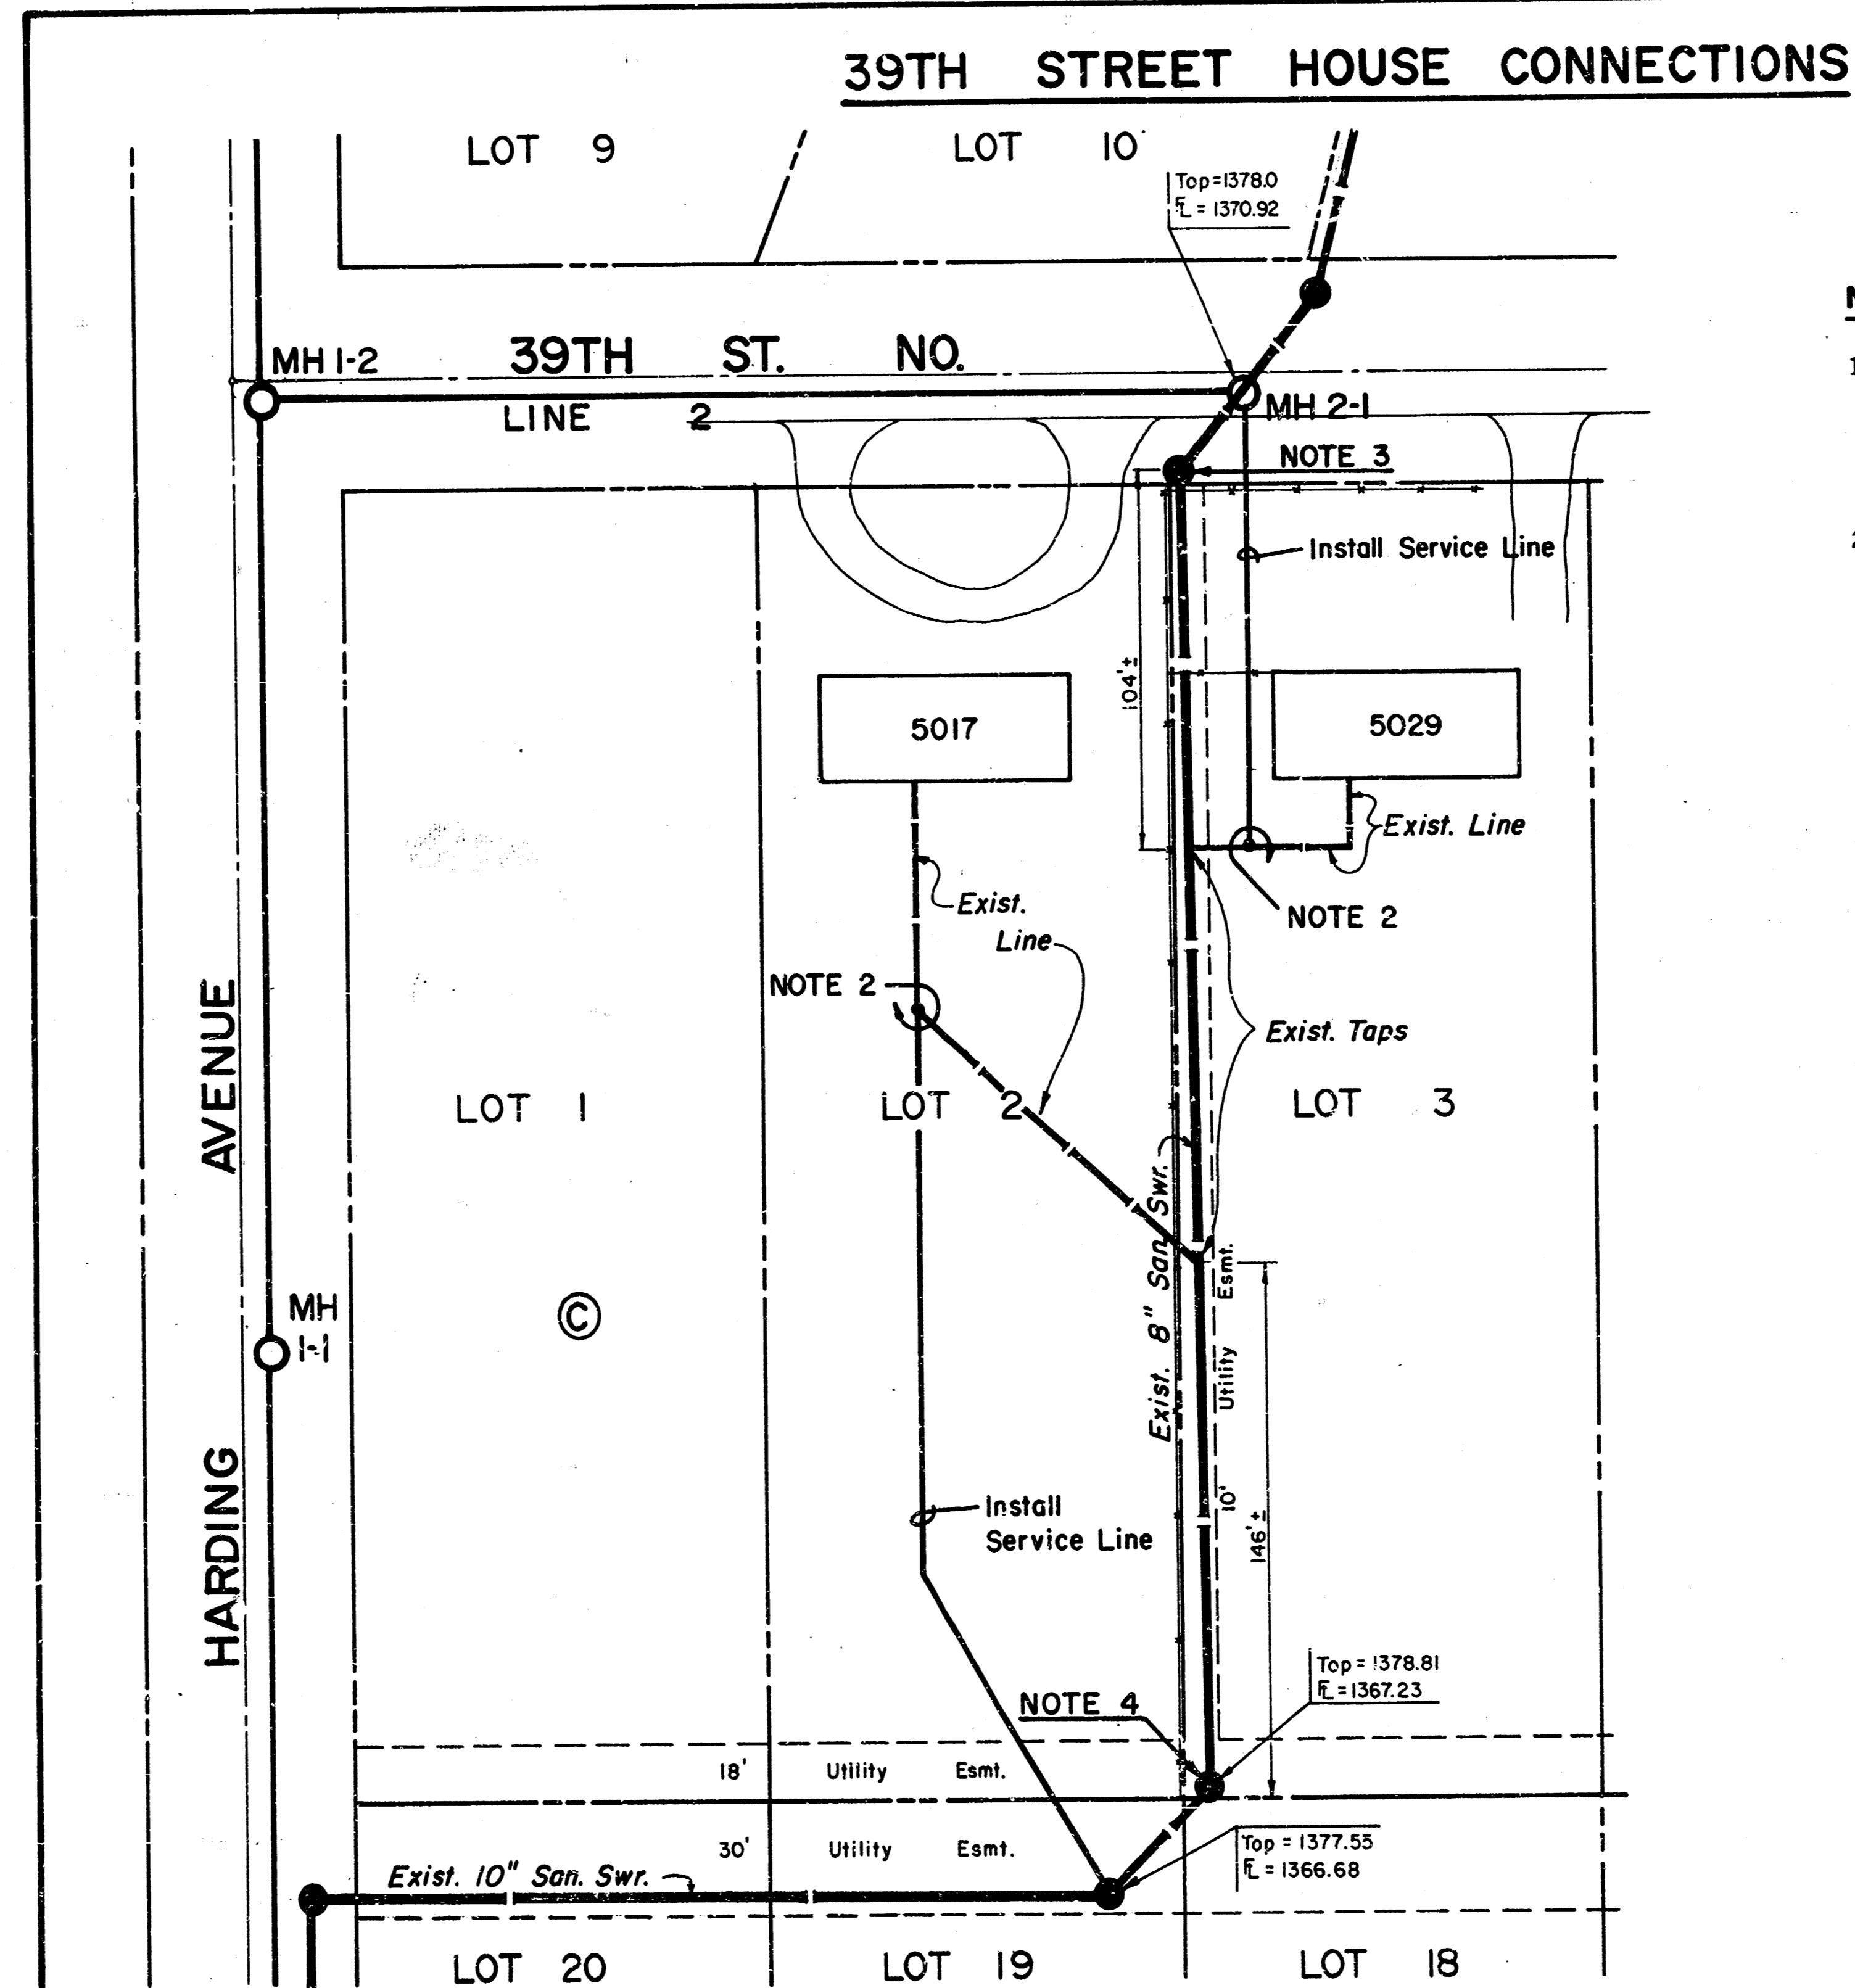 39TH STREET HOUSE CONNECTIONS
LOT 9
LOT 10
Top=1378.0
FL = 1370.92
MH 1-2
39TH ST. NO.
LINE 2
MH 2-1
NOTE 3
1
2
Install Service Line
104'±
5017
5029
Exist. Line
NOTE 2
Exist.
Line
NOTE 2
Exist. Taps
AVENUE
LOT 1
LOT 2
LOT 3
Exist. 8" San. Swr.
10' Utility Esmt.
MH
1-1
C
HARDING
Install
Service Line
146'±
Top = 1378.81
FL = 1367.23
NOTE 4
18' Utility Esmt.
30' Utility Esmt.
Top = 1377.55
FL = 1366.68
Exist. 10" San. Swr.
LOT 20
LOT 19
LOT 18